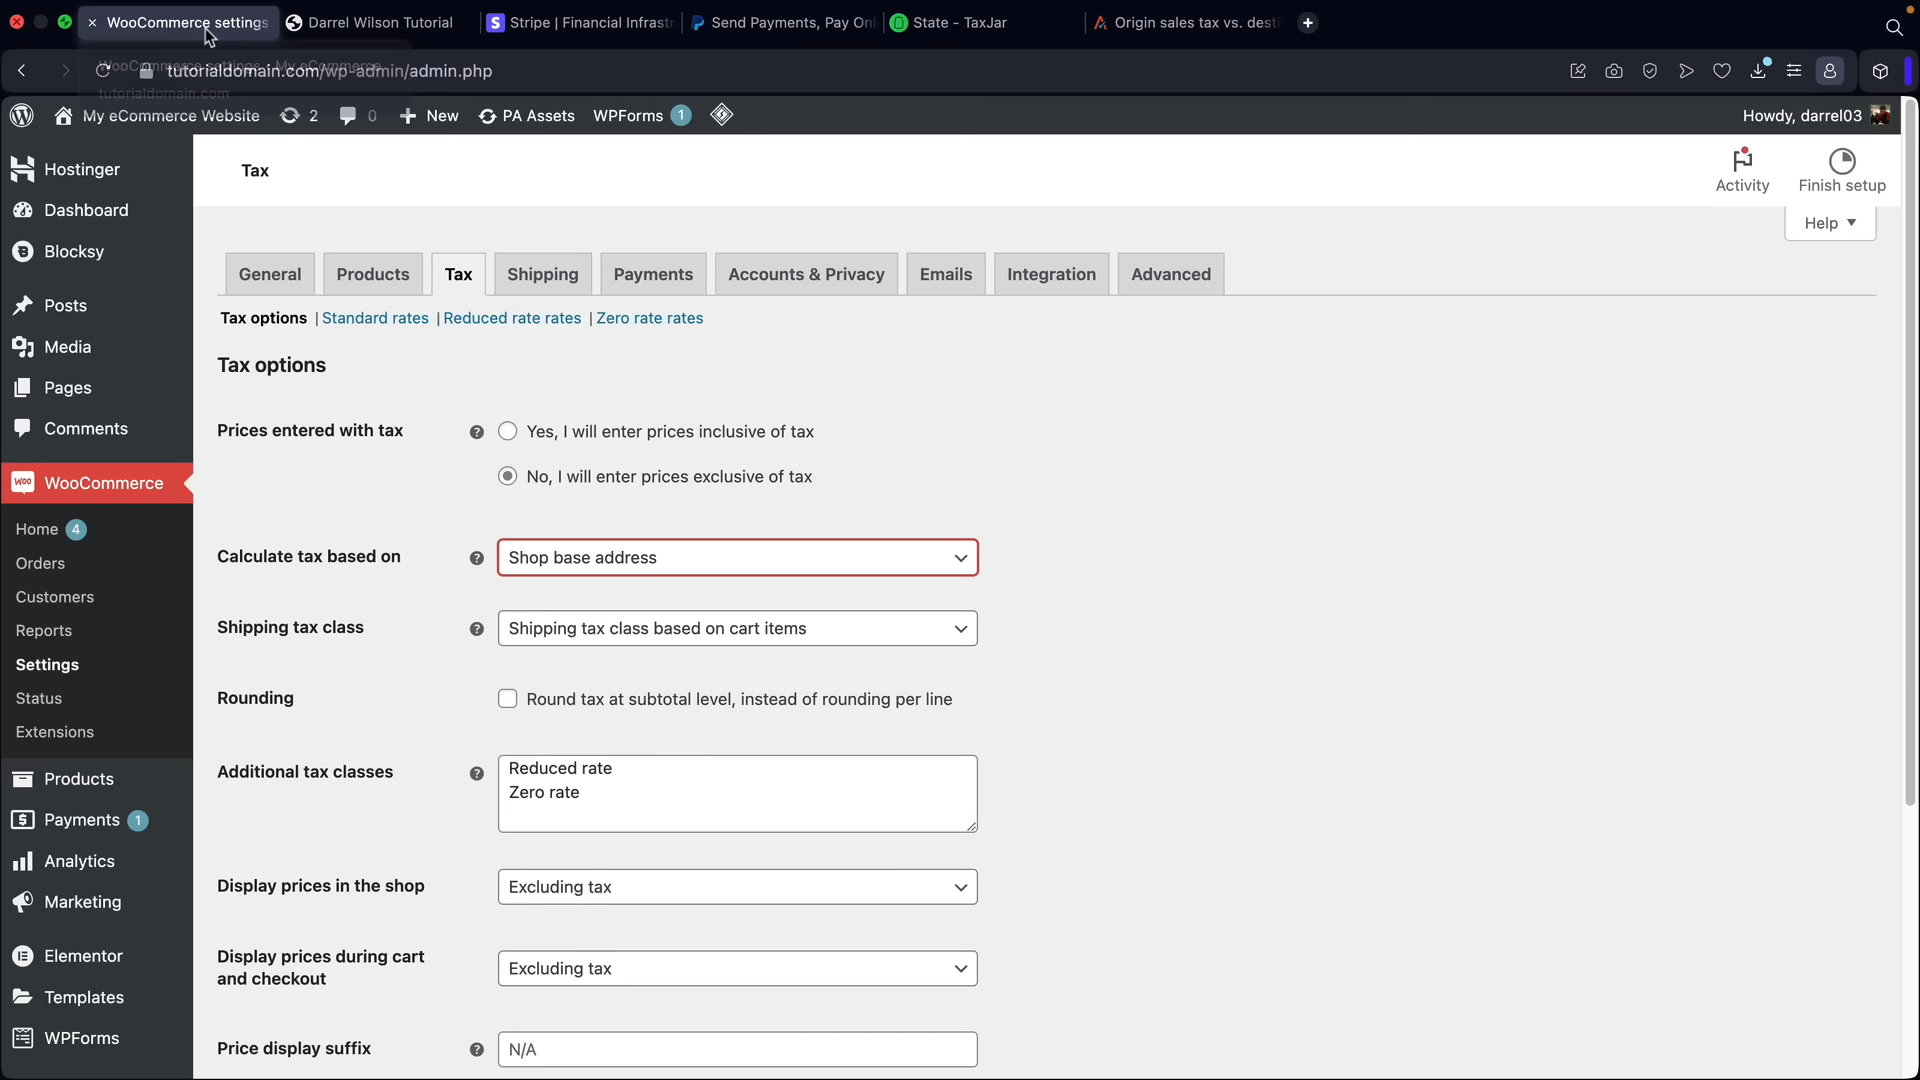 WooCommerce settings
Darrel Wilson Tutorial
Stripe | Financial Infrastr
Send Payments, Pay Onl
State - TaxJar
Origin sales tax vs. desti
WooCommerce settings - My eCommerce
tutorialdomain.com/wp-admin/admin.php
tutorialdomain.com
My eCommerce Website
2
0
New
PA Assets
WPForms 1
Howdy, darrel03
Hostinger
Dashboard
Blocksy
Posts
Media
Pages
Comments
WooCommerce
Home 4
Orders
Customers
Reports
Settings
Status
Extensions
Products
Payments 1
Analytics
Marketing
Elementor
Templates
WPForms
Tax
Activity
Finish setup
Help
General
Products
Tax
Shipping
Payments
Accounts & Privacy
Emails
Integration
Advanced
Tax options | Standard rates | Reduced rate rates | Zero rate rates
Tax options
Prices entered with tax
Yes, I will enter prices inclusive of tax
No, I will enter prices exclusive of tax
Calculate tax based on
Shop base address
Shipping tax class
Shipping tax class based on cart items
Rounding
Round tax at subtotal level, instead of rounding per line
Additional tax classes
Reduced rate
Zero rate
Display prices in the shop
Excluding tax
Display prices during cart
and checkout
Excluding tax
Price display suffix
N/A